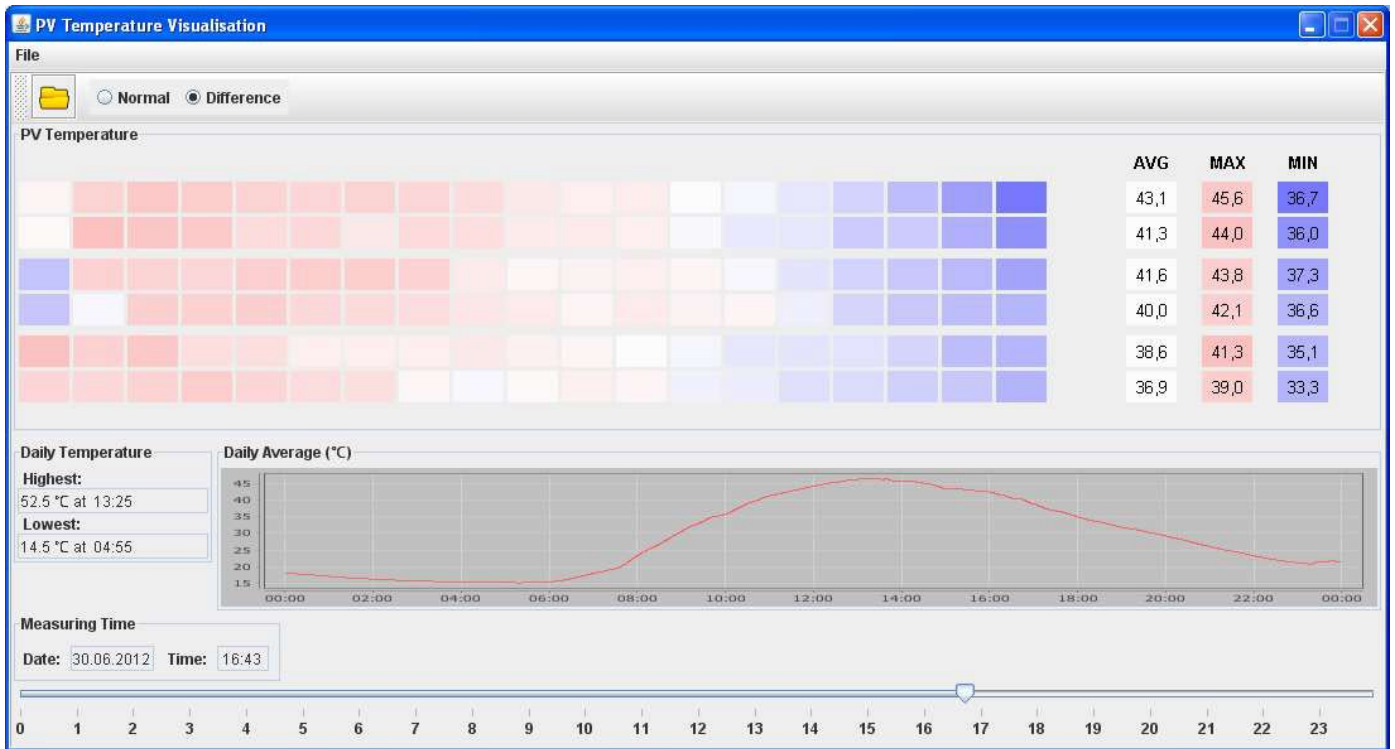 PV Temperature Visualisation
File
Normal Difference
PV Temperature
AVG MAX MIN
43,1 45,6 36,7
41,3 44,0 36,0
41,6 43,8 37,3
40,0 42,1 36,6
38,6 41,3 35,1
36,9 39,0 33,3
Daily Temperature
Highest:
52.5 °C at 13:25
Lowest:
14.5 °C at 04:55
Daily Average (°C)
45
40
35
30
25
20
15
00:00 02:00 04:00 06:00 08:00 10:00 12:00 14:00 16:00 18:00 20:00 22:00 00:00
Measuring Time
Date: 30.06.2012 Time: 16:43
0 1 2 3 4 5 6 7 8 9 10 11 12 13 14 15 16 17 18 19 20 21 22 23